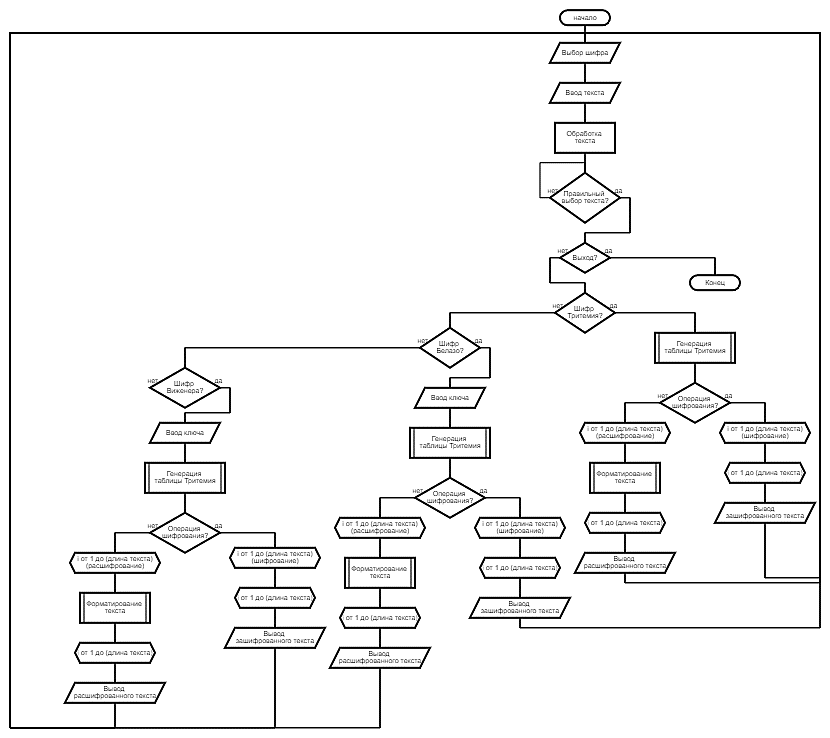 начало
Выбор шифра
Ввод текста
Обработка
текста
нет
Правильный
выбор текста?
да
нет
Выход?
да
Конец
нет
Шифр
Тритемия?
да
нет
Шифр
Белазо?
да
Генерация
таблицы Тритемия
нет
Шифр
Виженера?
да
Ввод ключа
нет
Операция
шифрования?
да
Ввод ключа
Генерация
таблицы Тритемия
i от 1 до (длина текста)
(расшифрование)
i от 1 до (длина текста)
(шифрование)
Генерация
таблицы Тритемия
нет
Операция
шифрования?
да
Форматирование
текста
от 1 до (длина текста)
нет
Операция
шифрования?
да
i от 1 до (длина текста)
(расшифрование)
i от 1 до (длина текста)
(шифрование)
от 1 до (длина текста)
Вывод
зашифрованного текста
i от 1 до (длина текста)
(расшифрование)
i от 1 до (длина текста)
(шифрование)
Форматирование
текста
от 1 до (длина текста)
Вывод
расшифрованного текста
Форматирование
текста
от 1 до (длина текста)
от 1 до (длина текста)
Вывод
зашифрованного текста
от 1 до (длина текста)
Вывод
зашифрованного текста
Вывод
расшифрованного текста
Вывод
расшифрованного текста